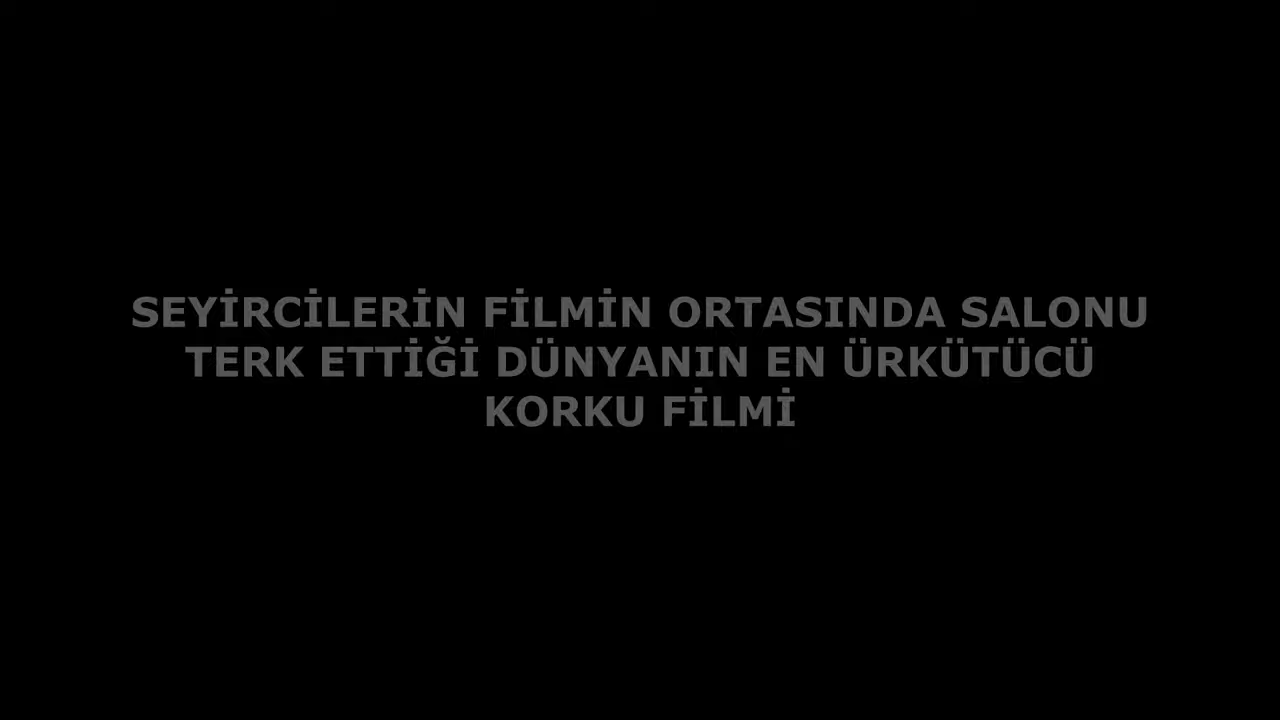 SEYİRCİLERİN FİLMİN ORTASINDA SALONU
TERK ETTİĞİ DÜNYANIN EN ÜRKÜTÜCÜ
KORKU FİLMİ